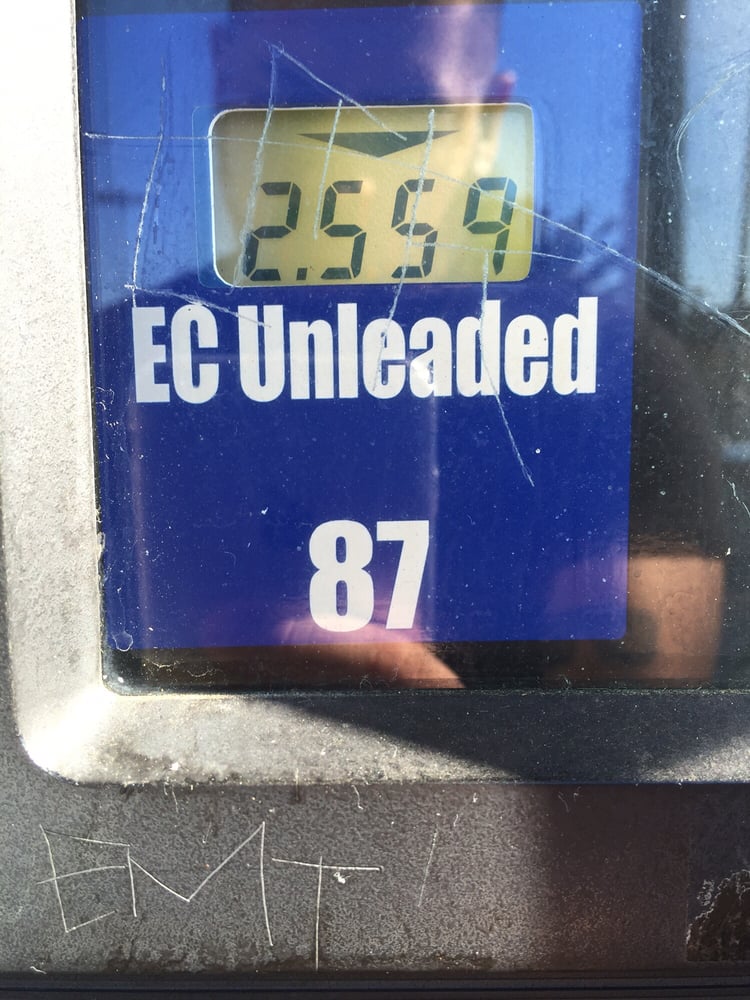 2.559
EC Unleaded
87
EMT